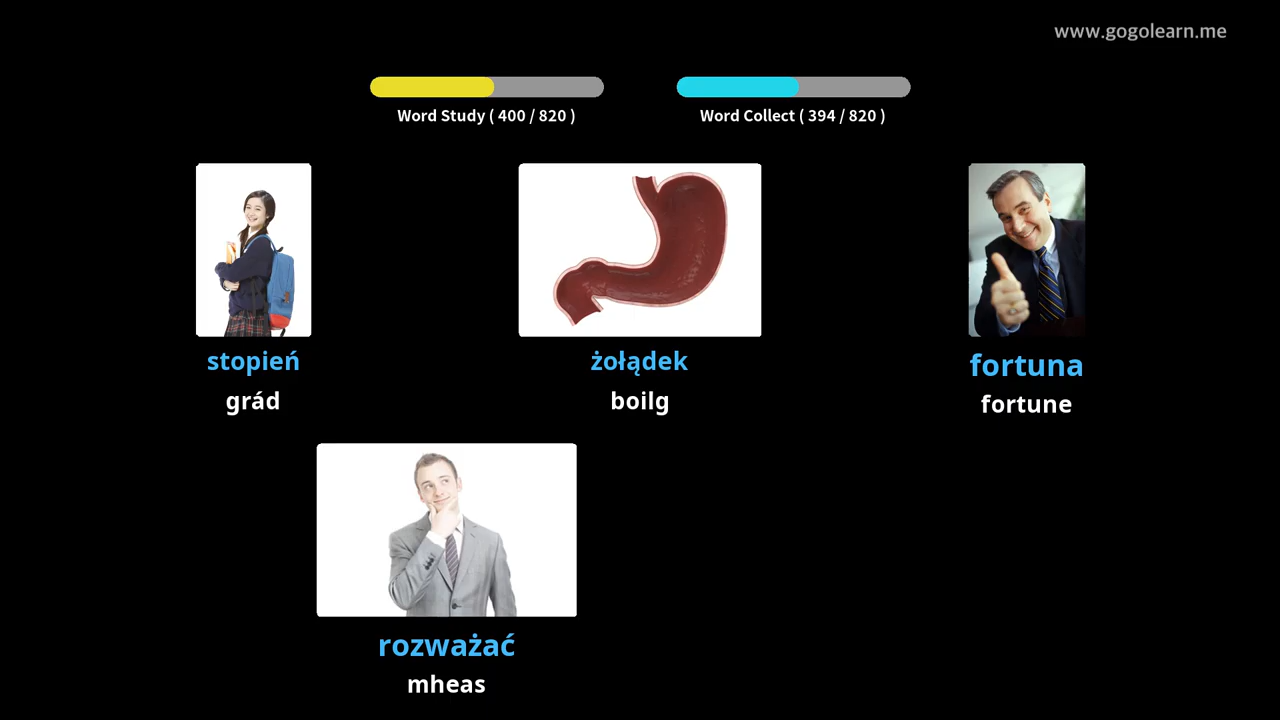 www.gogolearn.me
Word Study ( 400 / 820 )
Word Collect ( 394 / 820 )
stopień
grád
żołądek
boilg
fortuna
fortune
rozważać
mheas